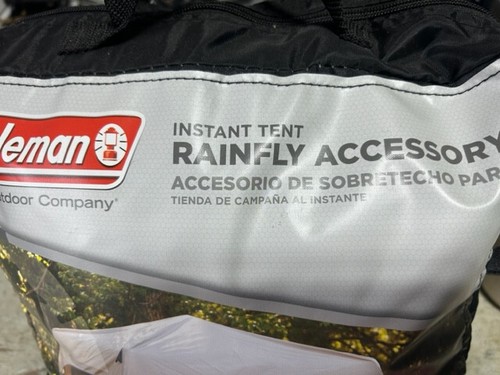 leman
INSTANT TENT
RAINFLY ACCESSORY
ACCESORIO DE SOBRETECHO PAR
TIENDA DE CAMPAÑA AL INSTANTE
tdoor Company®